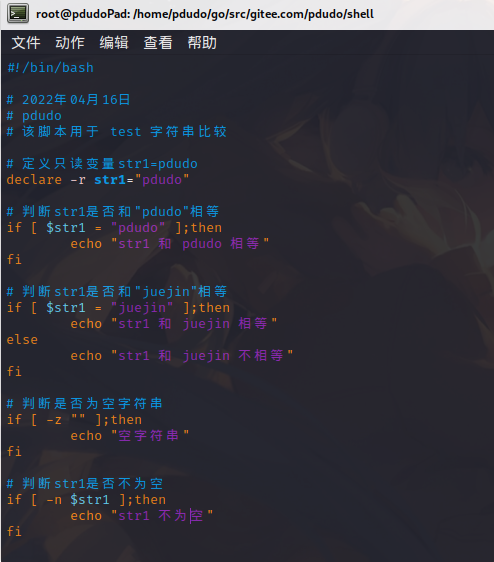 root@pdudoPad: /home/pdudo/go/src/gitee.com/pdudo/shell
文件 动作 编辑 查看 帮助
#!/bin/bash
# 2022年04月16日
# pdudo
# 该脚本用于 test 字符串比较
# 定义只读变量str1=pdudo
declare -r str1="pdudo"
# 判断str1是否和"pdudo"相等
if [ $str1 = "pdudo" ];then
echo "str1 和 pdudo 相等"
fi
# 判断str1是否和"juejin"相等
if [ $str1 = "juejin" ];then
echo "str1 和 juejin 相等"
else
echo "str1 和 juejin 不相等"
fi
# 判断是否为空字符串
if [ -z "" ];then
echo "空字符串"
fi
# 判断str1是否不为空
if [ -n $str1 ];then
echo "str1 不为空"
fi